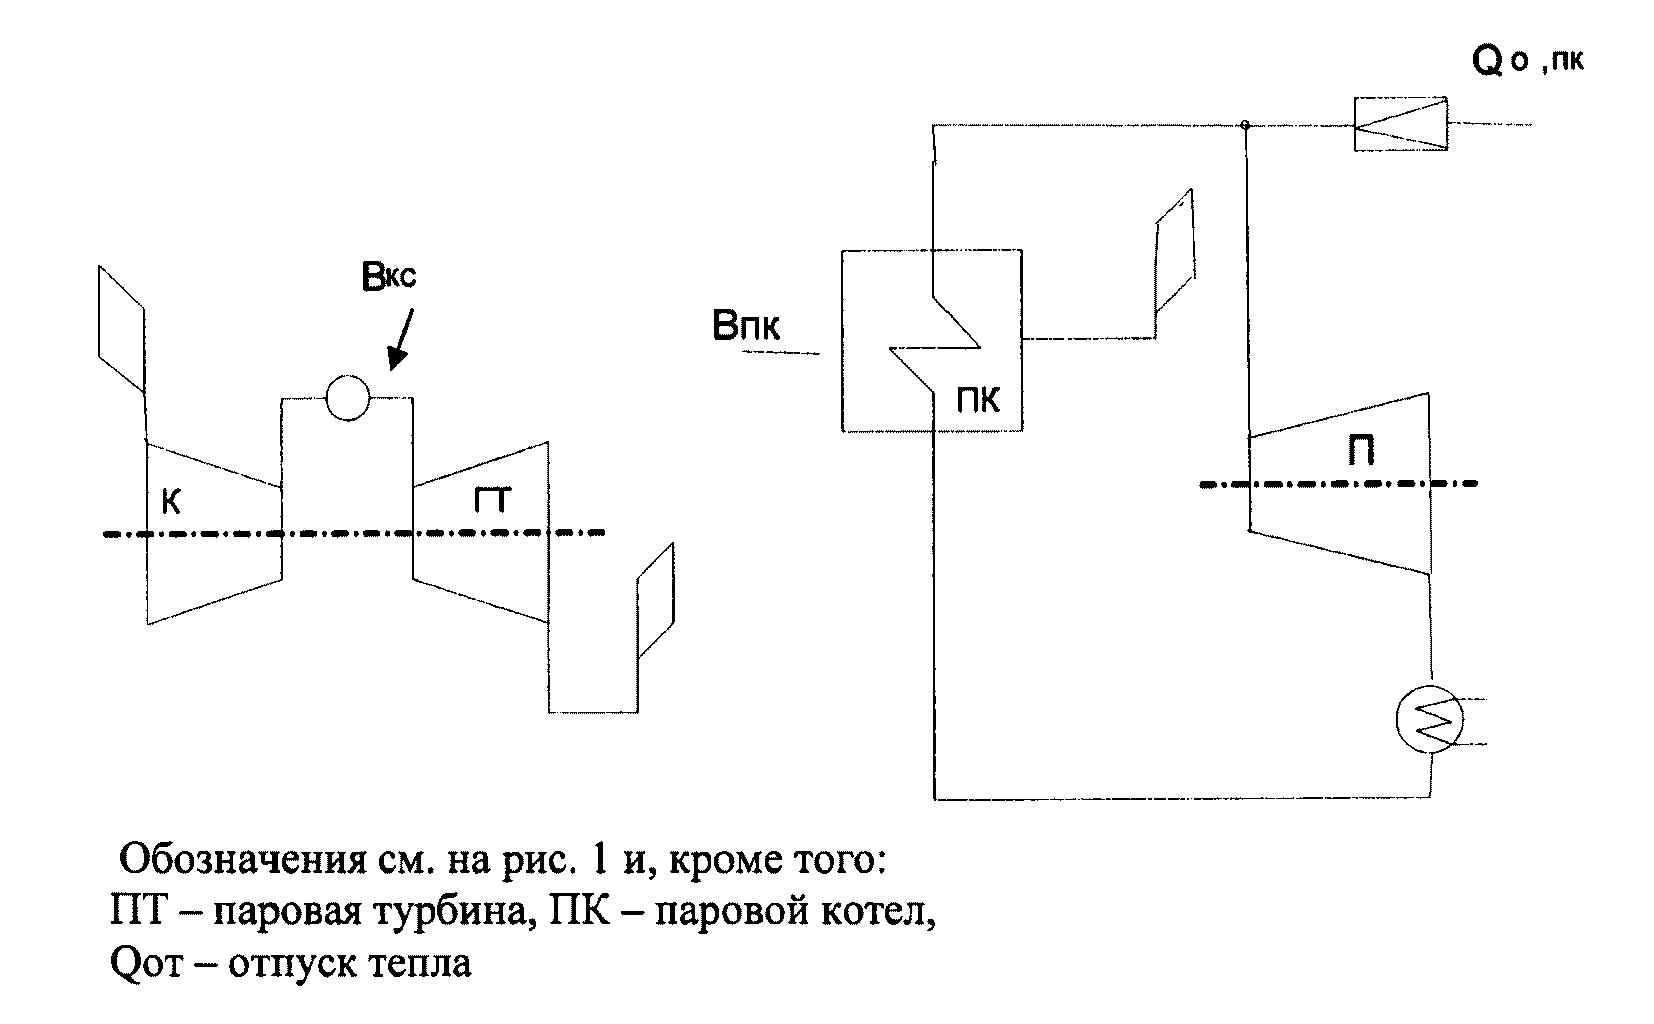 Qо ,пк
Вкс
Впк
ПК
П
К
ГТ
Обозначения см. на рис. 1 и, кроме того:
ПТ – паровая турбина, ПК – паровой котел,
Qот – отпуск тепла